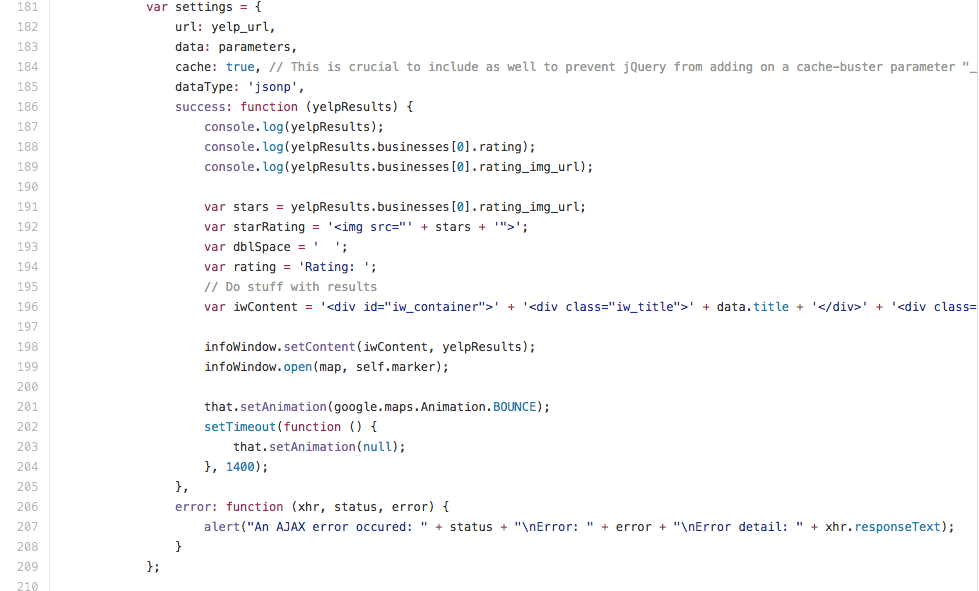 181 var settings = {
182 url: yelp_url,
183 data: parameters,
184 cache: true, // This is crucial to include as well to prevent jQuery from adding on a cache-buster parameter "_
185 dataType: 'jsonp',
186 success: function (yelpResults) {
187 console.log(yelpResults);
188 console.log(yelpResults.businesses[0].rating);
189 console.log(yelpResults.businesses[0].rating_img_url);
190
191 var stars = yelpResults.businesses[0].rating_img_url;
192 var starRating = '<img src="' + stars + '">';
193 var dblSpace = '  ';
194 var rating = 'Rating: ';
195 // Do stuff with results
196 var iwContent = '<div id="iw_container">' + '<div class="iw_title">' + data.title + '</div>' + '<div class=
197
198 infoWindow.setContent(iwContent, yelpResults);
199 infoWindow.open(map, self.marker);
200
201 that.setAnimation(google.maps.Animation.BOUNCE);
202 setTimeout(function () {
203 that.setAnimation(null);
204 }, 1400);
205 },
206 error: function (xhr, status, error) {
207 alert("An AJAX error occured: " + status + "\nError: " + error + "\nError detail: " + xhr.responseText);
208 }
209 };
210